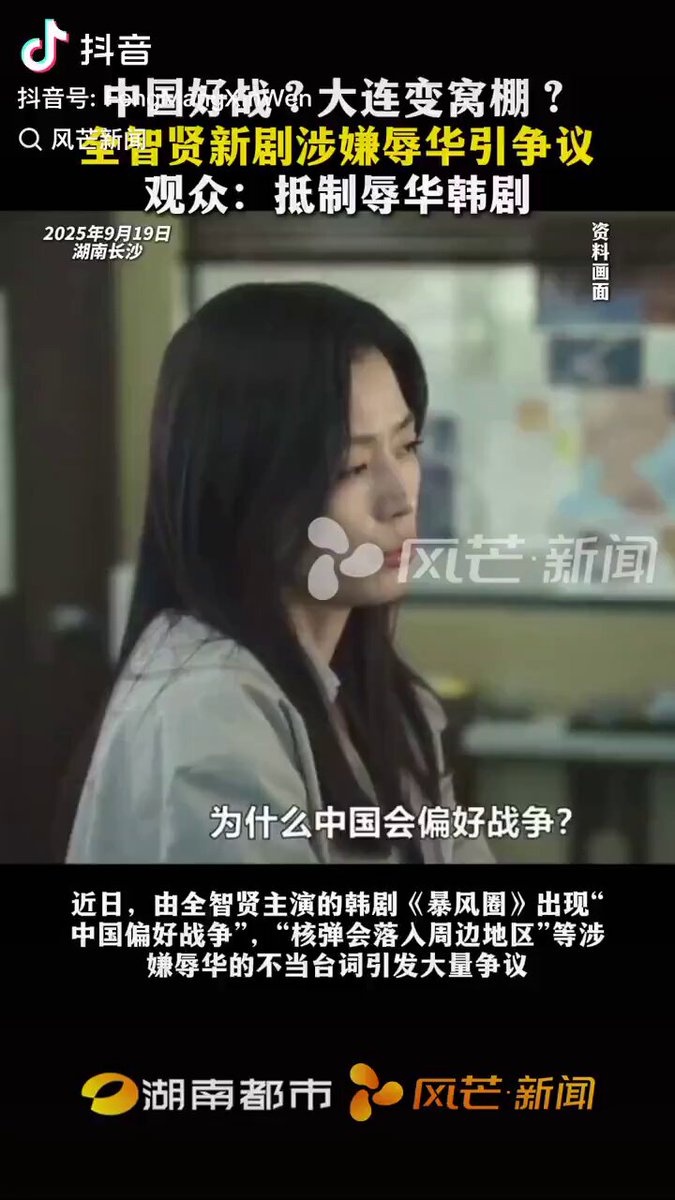 抖音
抖音号:
风芒新闻
中国好战？大连变窝棚？
全智贤新剧涉嫌辱华引争议
观众：抵制辱华韩剧
2025年9月19日
湖南长沙
资料画面
风芒·新闻
为什么中国会偏好战争?
近日，由全智贤主演的韩剧《暴风圈》出现“
中国偏好战争”，“核弹会落入周边地区”等涉
嫌辱华的不当台词引发大量争议
湖南都市 风芒·新闻